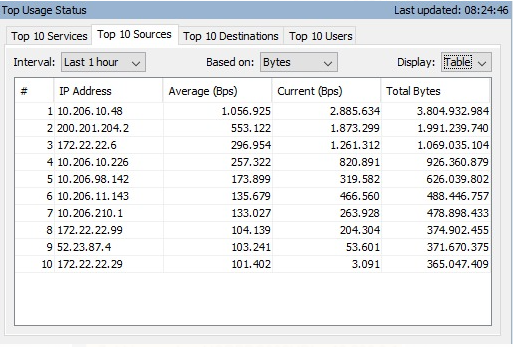 Top Usage Status Last updated: 08:24:46
Top 10 Services Top 10 Sources Top 10 Destinations Top 10 Users
Interval: Last 1 hour Based on: Bytes Display: Table
# IP Address Average (Bps) Current (Bps) Total Bytes
1 10.206.10.48 1.056.925 2.885.634 3.804.932.984
2 200.201.204.2 553.122 1.873.299 1.991.239.740
3 172.22.22.6 296.954 1.261.312 1.069.035.104
4 10.206.10.226 257.322 820.891 926.360.879
5 10.206.98.142 173.899 319.582 626.039.802
6 10.206.11.143 135.679 466.560 488.446.757
7 10.206.210.1 133.027 263.928 478.898.433
8 172.22.22.99 104.139 204.304 374.902.455
9 52.23.87.4 103.241 53.601 371.670.375
10 172.22.22.29 101.402 3.091 365.047.409